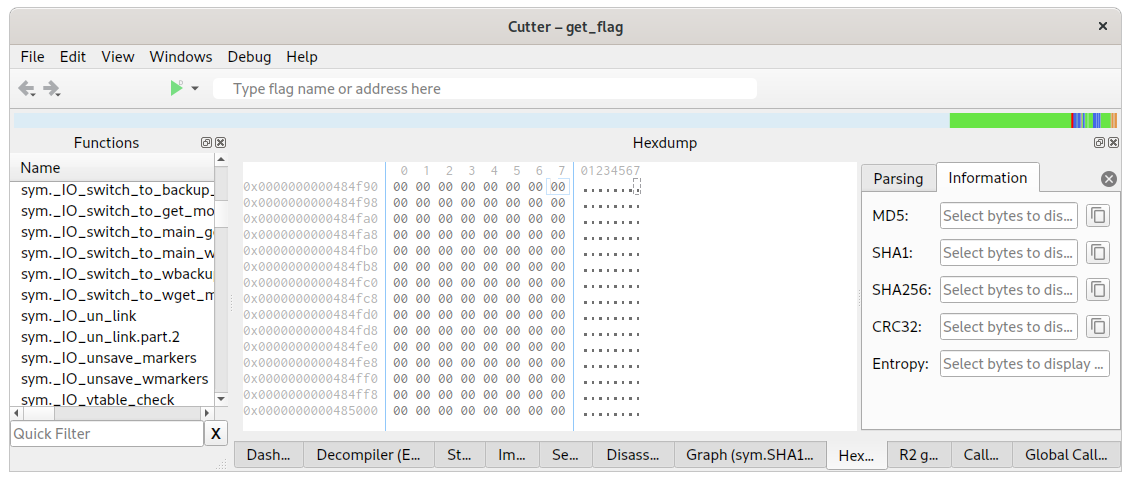 Cutter – get_flag
File Edit View Windows Debug Help
Type flag name or address here
Functions
Name
sym._IO_switch_to_backup_
sym._IO_switch_to_get_mo
sym._IO_switch_to_main_ge
sym._IO_switch_to_main_w
sym._IO_switch_to_wbacku
sym._IO_switch_to_wget_m
sym._IO_un_link
sym._IO_un_link.part.2
sym._IO_unsave_markers
sym._IO_unsave_wmarkers
sym._IO_vtable_check
Quick Filter X
Hexdump
0 1 2 3 4 5 6 7 01234567
0x0000000000484f90 00 00 00 00 00 00 00 00 ........
0x0000000000484f98 00 00 00 00 00 00 00 00 ........
0x0000000000484fa0 00 00 00 00 00 00 00 00 ........
0x0000000000484fa8 00 00 00 00 00 00 00 00 ........
0x0000000000484fb0 00 00 00 00 00 00 00 00 ........
0x0000000000484fb8 00 00 00 00 00 00 00 00 ........
0x0000000000484fc0 00 00 00 00 00 00 00 00 ........
0x0000000000484fc8 00 00 00 00 00 00 00 00 ........
0x0000000000484fd0 00 00 00 00 00 00 00 00 ........
0x0000000000484fd8 00 00 00 00 00 00 00 00 ........
0x0000000000484fe0 00 00 00 00 00 00 00 00 ........
0x0000000000484fe8 00 00 00 00 00 00 00 00 ........
0x0000000000484ff0 00 00 00 00 00 00 00 00 ........
0x0000000000484ff8 00 00 00 00 00 00 00 00 ........
0x0000000000485000 00 00 00 00 00 00 00 00 ........
Parsing Information
MD5: Select bytes to dis...
SHA1: Select bytes to dis...
SHA256: Select bytes to dis...
CRC32: Select bytes to dis...
Entropy: Select bytes to display ...
Dash... Decompiler (E... St... Im... Se... Disass... Graph (sym.SHA1... Hex... R2 g... Call... Global Call...